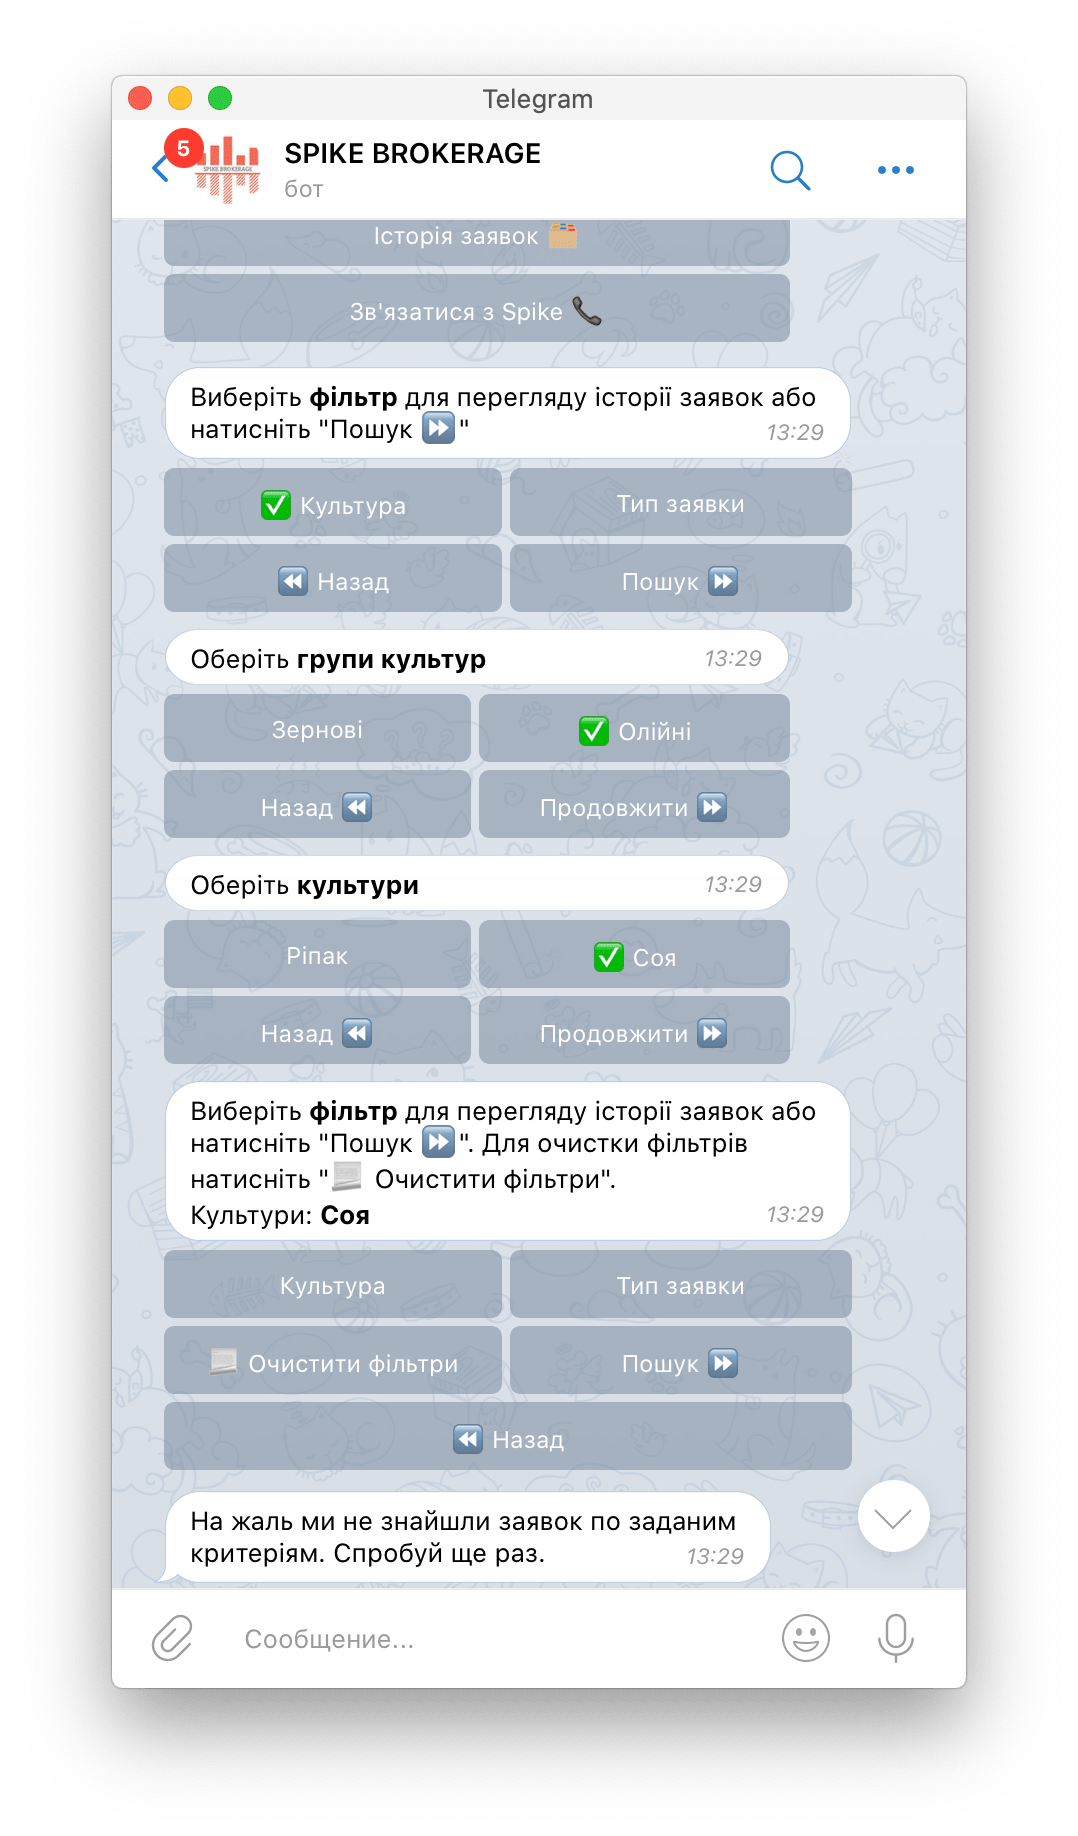 Telegram
5
SPIKE BROKERAGE
SPIKE BROKERAGE
бот
Історія заявок
Зв'язатися з Spike
Виберіть фільтр для перегляду історії заявок або
натисніть "Пошук ⏩"
13:29
✅ Культура
Тип заявки
⏪ Назад
Пошук ⏩
Оберіть групи культур
13:29
Зернові
✅ Олійні
Назад ⏪
Продовжити ⏩
Оберіть культури
13:29
Ріпак
✅ Соя
Назад ⏪
Продовжити ⏩
Виберіть фільтр для перегляду історії заявок або
натисніть "Пошук ⏩". Для очистки фільтрів
натисніть " Очистити фільтри".
Культури: Соя
13:29
Культура
Тип заявки
Очистити фільтри
Пошук ⏩
⏪ Назад
На жаль ми не знайшли заявок по заданим
критеріям. Спробуй ще раз.
13:29
Сообщение...